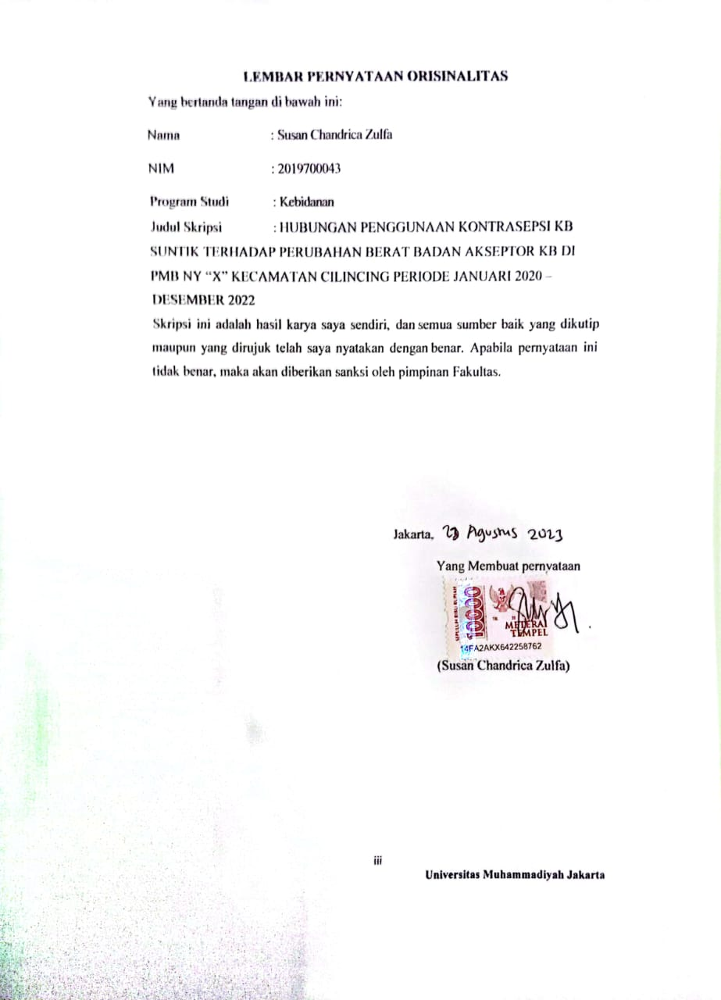 LEMBAR PERNYATAAN ORISINALITAS
Yang bertanda tangan di bawah ini:
Nama : Susan Chandrica Zulfa
NIM : 2019700043
Program Studi : Kebidanan
Judul Skripsi : HUBUNGAN PENGGUNAAN KONTRASEPSI KB
SUNTIK TERHADAP PERUBAHAN BERAT BADAN AKSEPTOR KB DI
PMB NY “X” KECAMATAN CILINCING PERIODE JANUARI 2020 –
DESEMBER 2022
Skripsi ini adalah hasil karya saya sendiri, dan semua sumber baik yang dikutip
maupun yang dirujuk telah saya nyatakan dengan benar. Apabila pernyataan ini
tidak benar, maka akan diberikan sanksi oleh pimpinan Fakultas.
Jakarta, Agustus 2023
Yang Membuat pernyataan
SEPULUH RIBU RUPIAH
10000
METERAI
TEMPEL
14FA2AKX642258762
(Susan Chandrica Zulfa)
iii
Universitas Muhammadiyah Jakarta